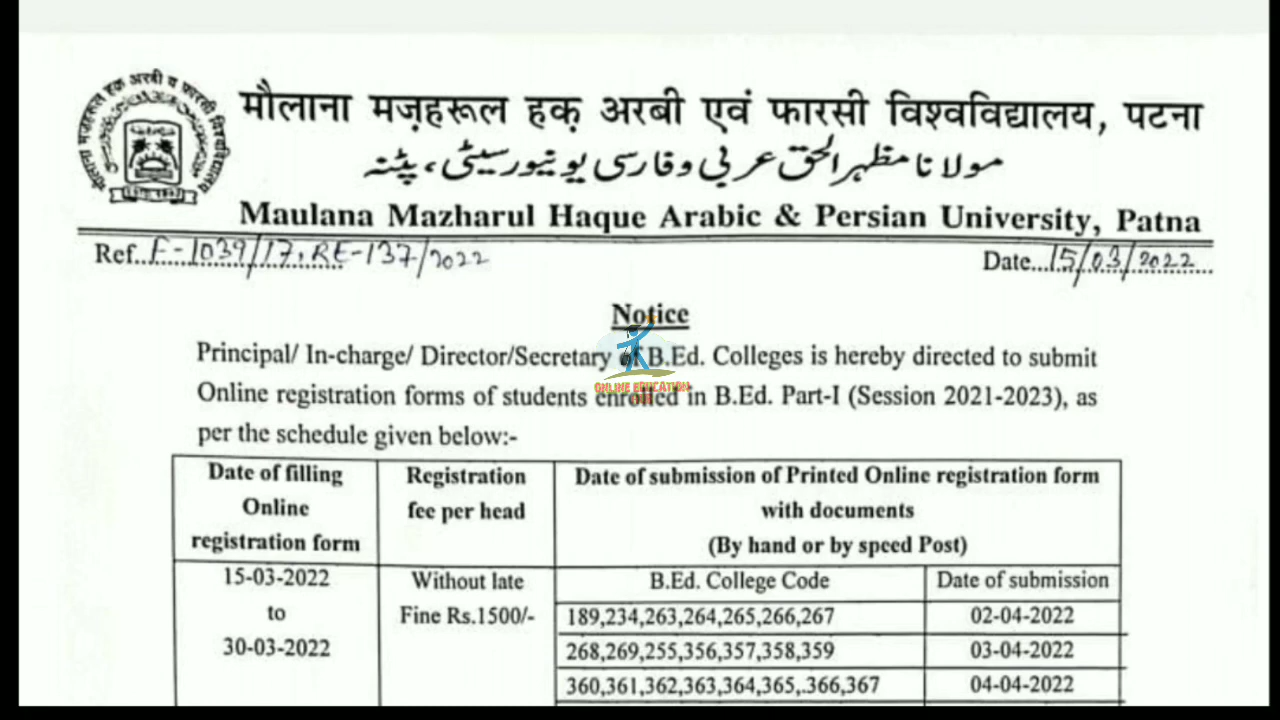 मौलाना मज़हरूल हक़ अरबी एवं फारसी विश्वविद्यालय, पटना
مولانا مظہر الحق عربی و فارسی یونیورسیٹی، پٹنہ
Maulana Mazharul Haque Arabic & Persian University, Patna
Ref..F-1039/17, RE-137/2022 Date...15/03/2022
Notice
Principal/ In-charge/ Director/Secretary of B.Ed. Colleges is hereby directed to submit
ONLINE EDUCATION
Online registration forms of students enrolled in B.Ed. Part-I (Session 2021-2023), as
per the schedule given below:-
Date of filling Online registration form
Registration fee per head
Date of submission of Printed Online registration form
with documents
(By hand or by speed Post)
15-03-2022
to
30-03-2022
Without late
Fine Rs.1500/-
B.Ed. College Code Date of submission
189,234,263,264,265,266,267 02-04-2022
268,269,255,356,357,358,359 03-04-2022
360,361,362,363,364,365,.366,367 04-04-2022